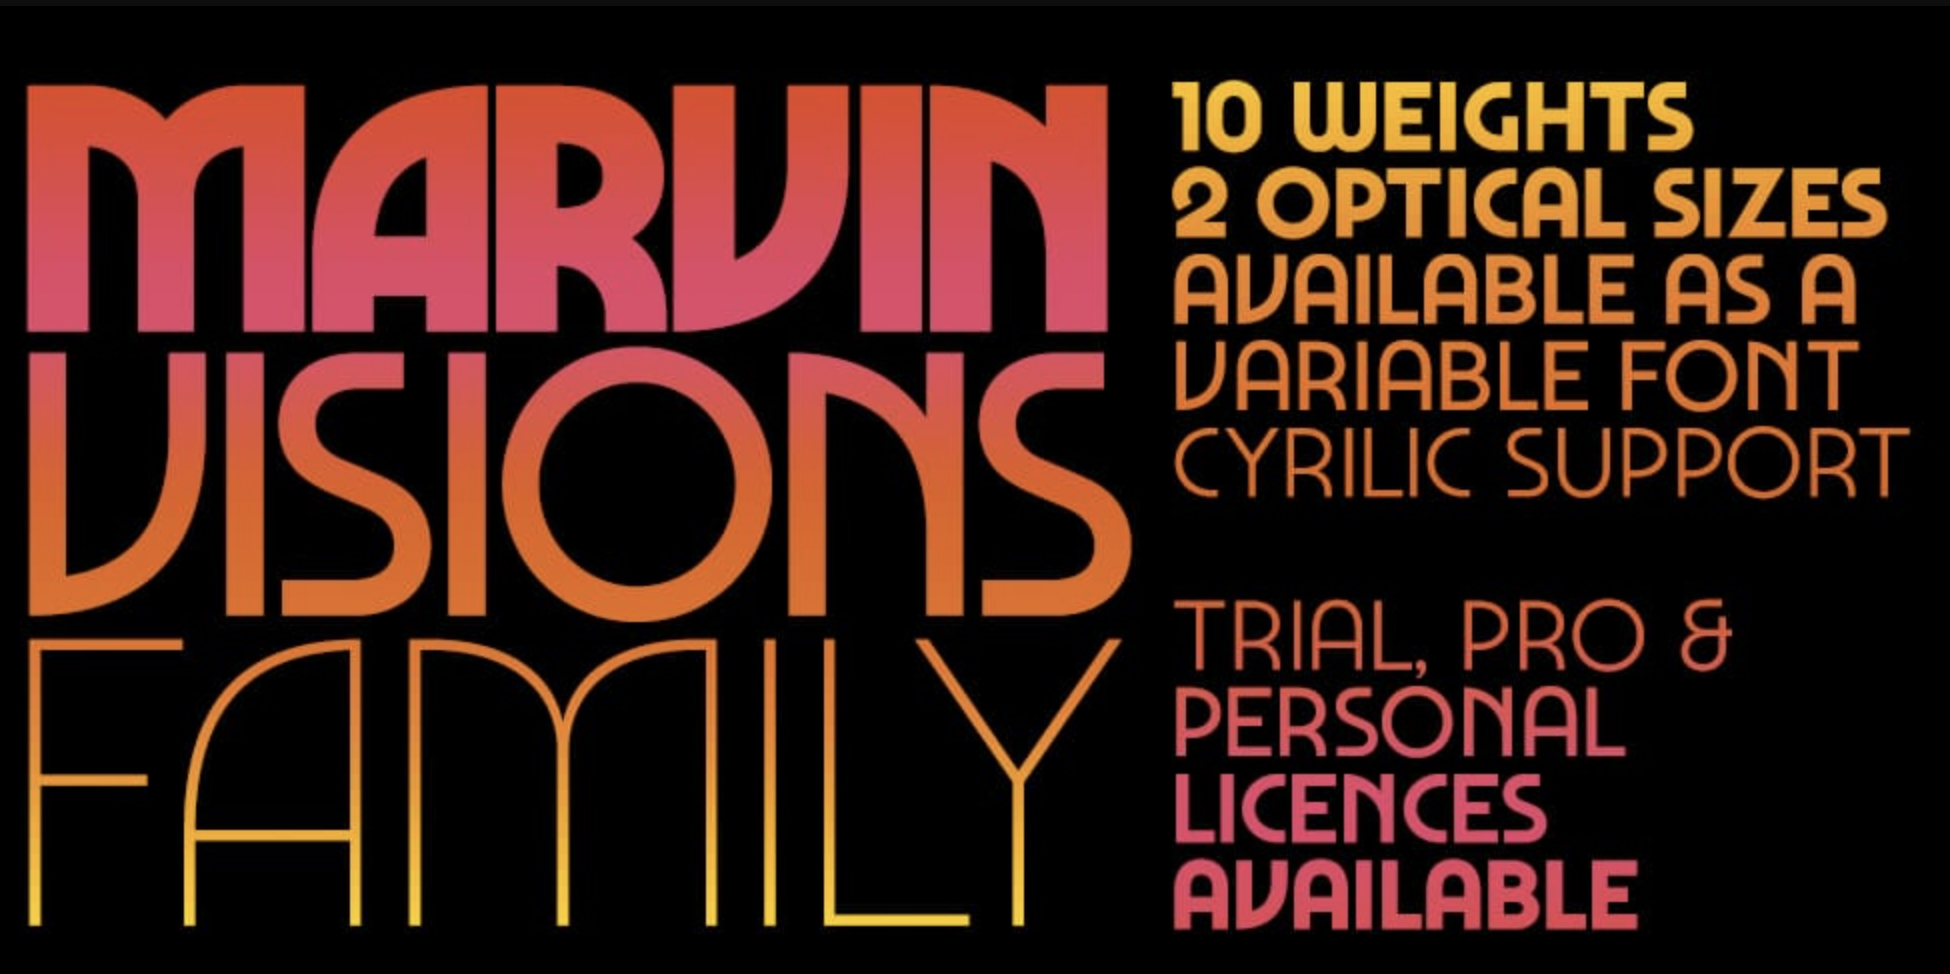 MARVIN
VISIONS
FAMILY
10 WEIGHTS
2 OPTICAL SIZES
AVAILABLE AS A
VARIABLE FONT
CYRILIC SUPPORT
TRIAL, PRO &
PERSONAL
LICENCES
AVAILABLE